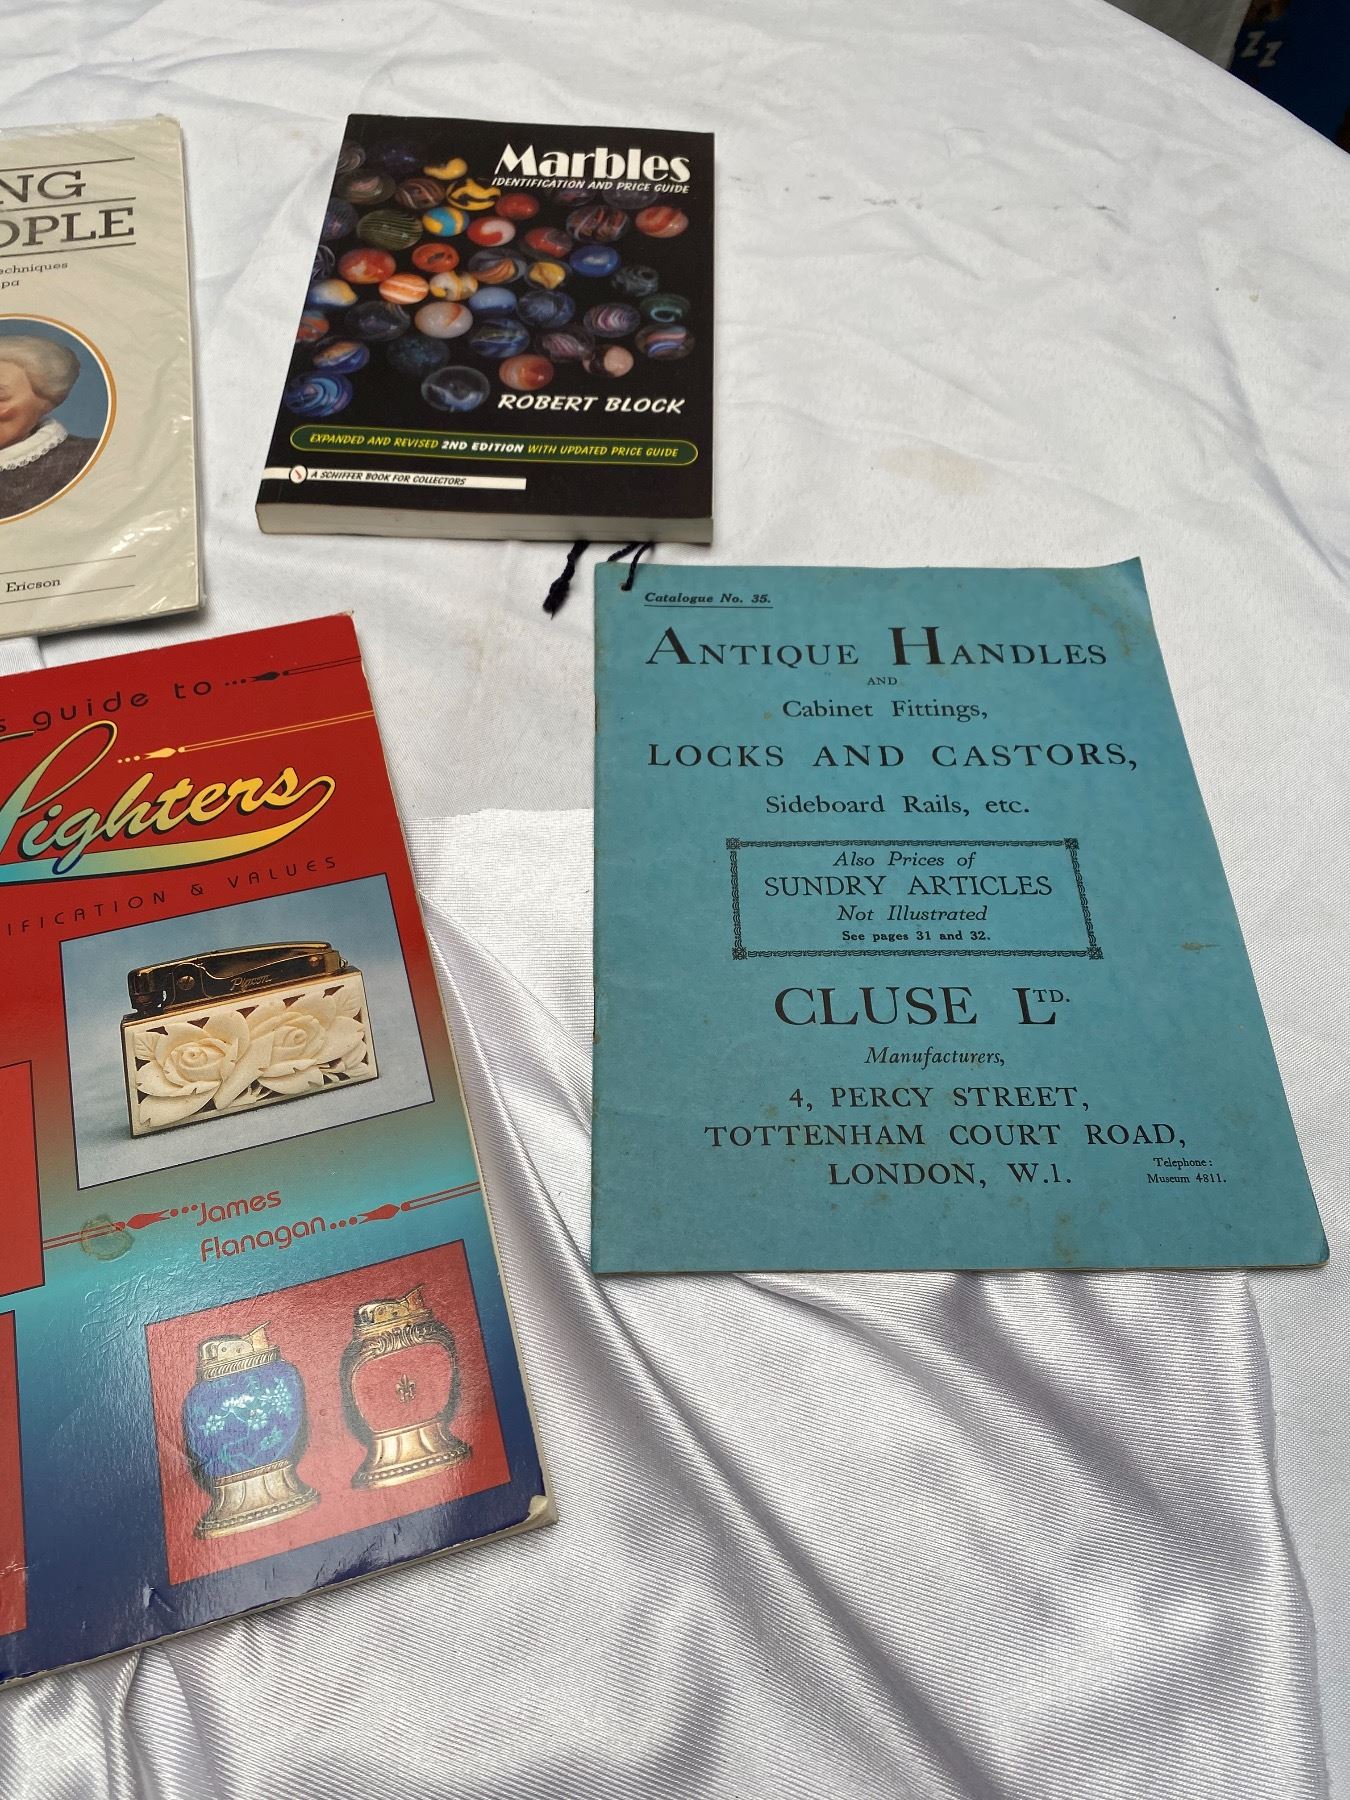 NG
OPLE
echniques
pa
Ericson
Marbles
IDENTIFICATION AND PRICE GUIDE
ROBERT BLOCK
EXPANDED AND REVISED 2ND EDITION WITH UPDATED PRICE GUIDE
A SCHIFFER BOOK FOR COLLECTORS
s guide to
Lighters
IFICATION & VALUES
James
Flanagan
Catalogue No. 35.
ANTIQUE HANDLES
AND
Cabinet Fittings,
LOCKS AND CASTORS,
Sideboard Rails, etc.
Also Prices of
SUNDRY ARTICLES
Not Illustrated
See pages 31 and 32.
CLUSE LTD.
Manufacturers,
4, PERCY STREET,
TOTTENHAM COURT ROAD,
LONDON, W.1.
Telephone:
Museum 4811.
ZZ